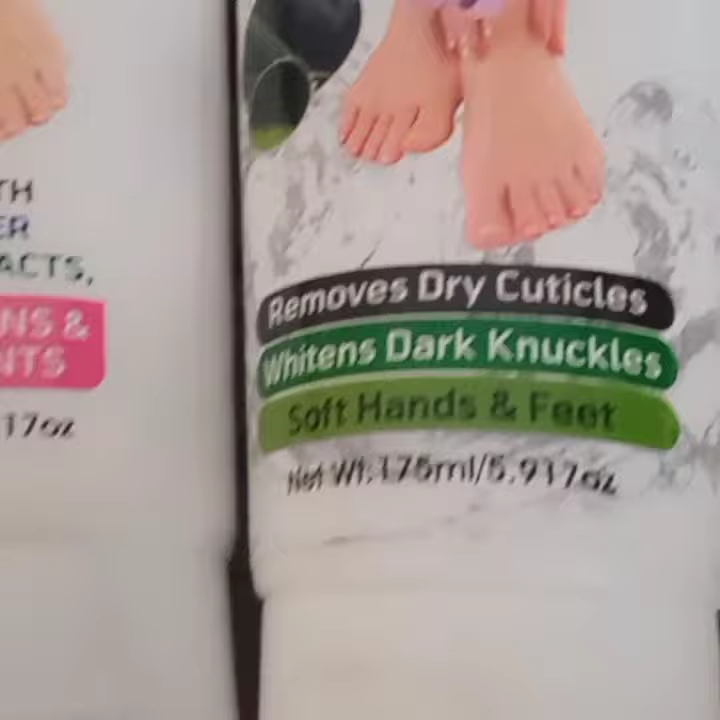 TH
ER
ACTS,
NS &
NTS
17oz
Removes Dry Cuticles
Whitens Dark Knuckles
Soft Hands & Feet
Net Wt:175ml/5.917oz